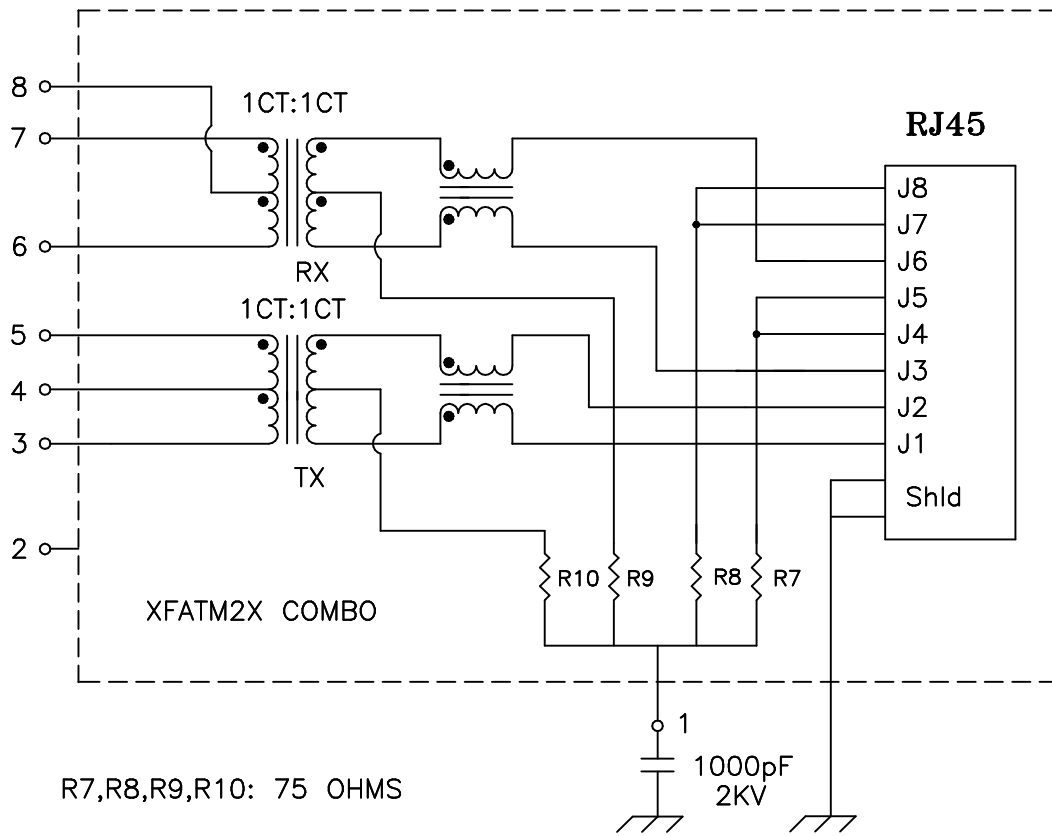 8
1CT:1CT
7
RJ45
J8
J7
6
J6
RX
J5
1CT:1CT
5
J4
J3
4
J2
3
J1
TX
Shld
2
R10
R9
R8
R7
XFATM2X COMBO
1
1000pF
2KV
R7,R8,R9,R10: 75 OHMS